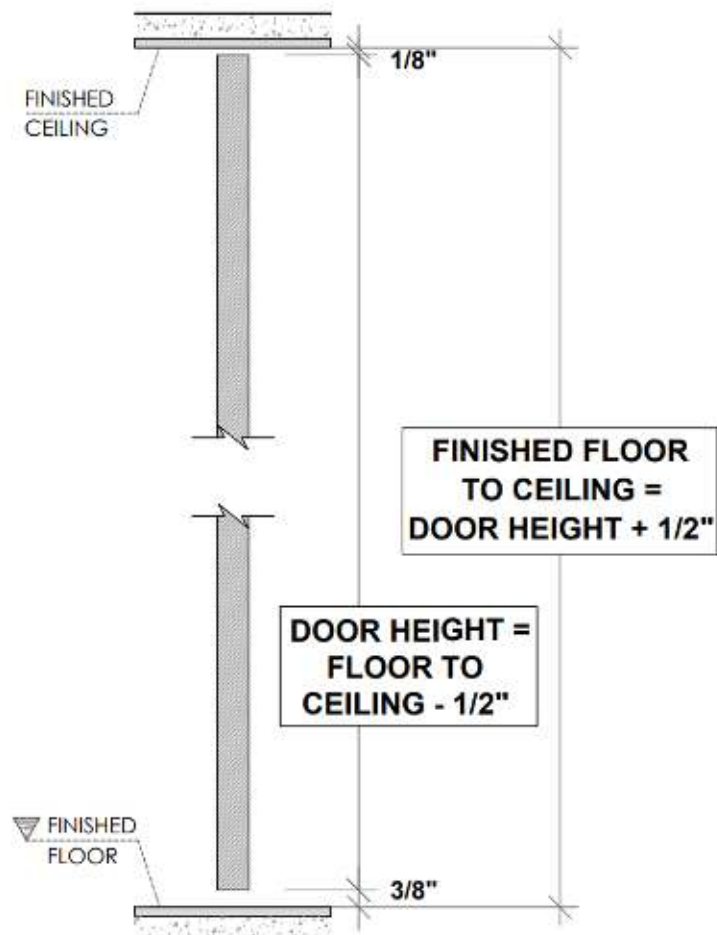 1/8"
FINISHED
CEILING
FINISHED FLOOR
TO CEILING =
DOOR HEIGHT + 1/2"
DOOR HEIGHT =
FLOOR TO
CEILING - 1/2"
FINISHED
FLOOR
3/8"